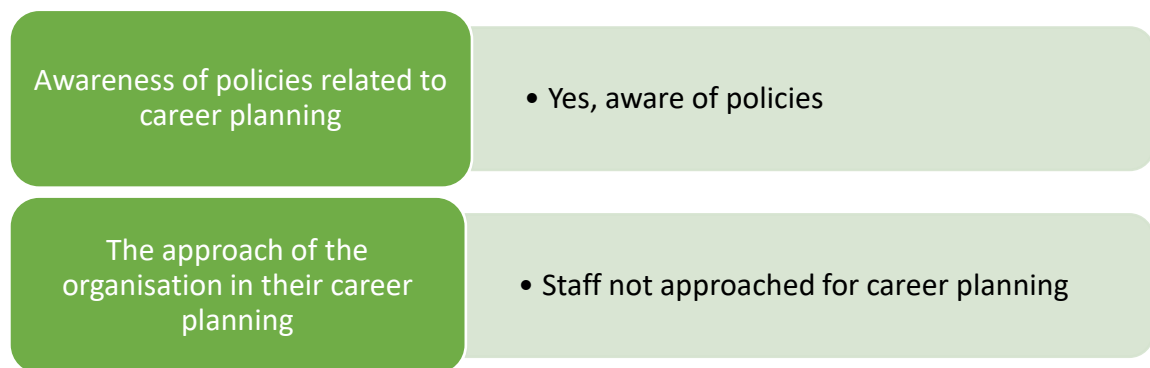 Awareness of policies related to
career planning
• Yes, aware of policies
The approach of the
organisation in their career
planning
• Staff not approached for career planning